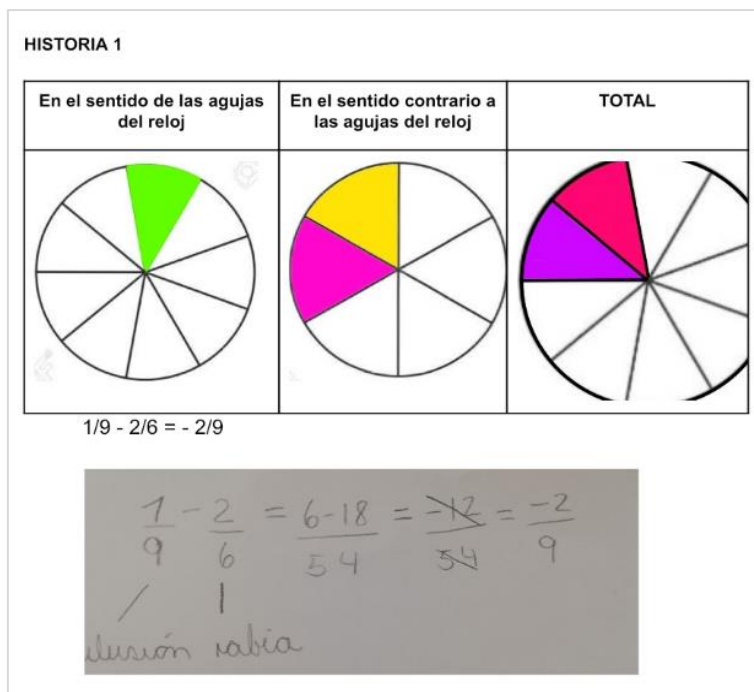 HISTORIA 1
En el sentido de las agujas del reloj
En el sentido contrario a las agujas del reloj
TOTAL
1/9 - 2/6 = - 2/9
1/9 - 2/6 = 6-18/54 = -12/54 = -2/9
ilusión rabia